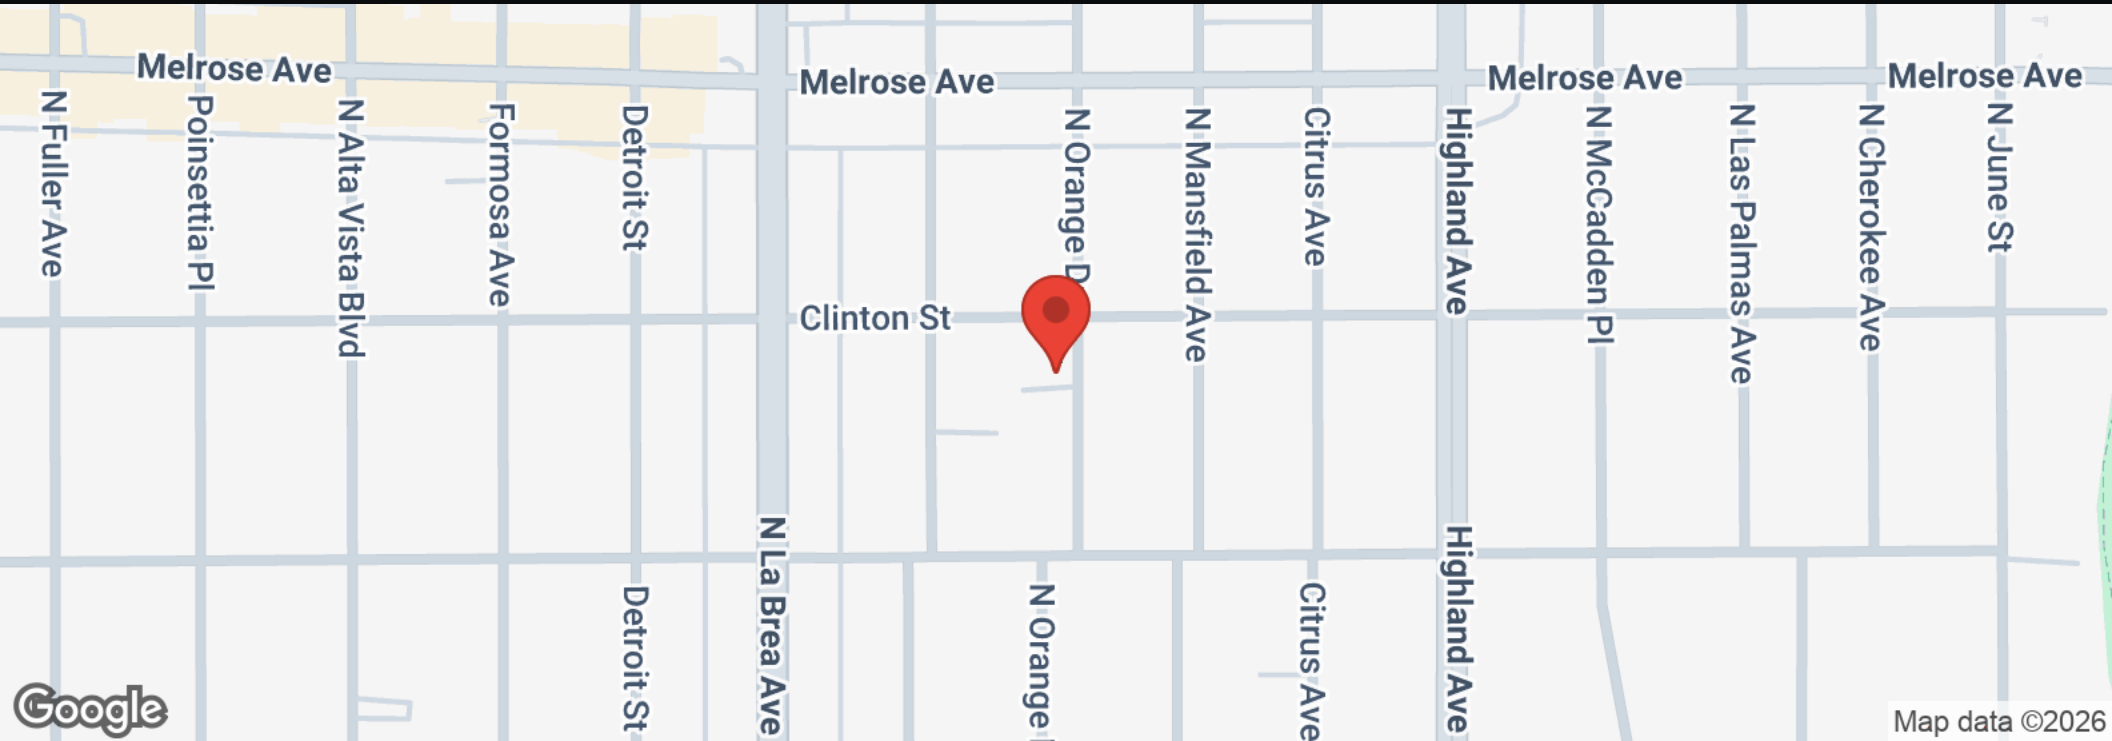 Melrose Ave
Melrose Ave
Melrose Ave
Melrose Ave
N Fuller Ave
Poinsettia Pl
N Alta Vista Blvd
Formosa Ave
Detroit St
N Orange D
N Mansfield Ave
Citrus Ave
Highland Ave
N McCadden Pl
N Las Palmas Ave
N Cherokee Ave
N June St
Clinton St
Detroit St
N La Brea Ave
N Orange
Citrus Ave
Highland Ave
Google
Map data ©2026